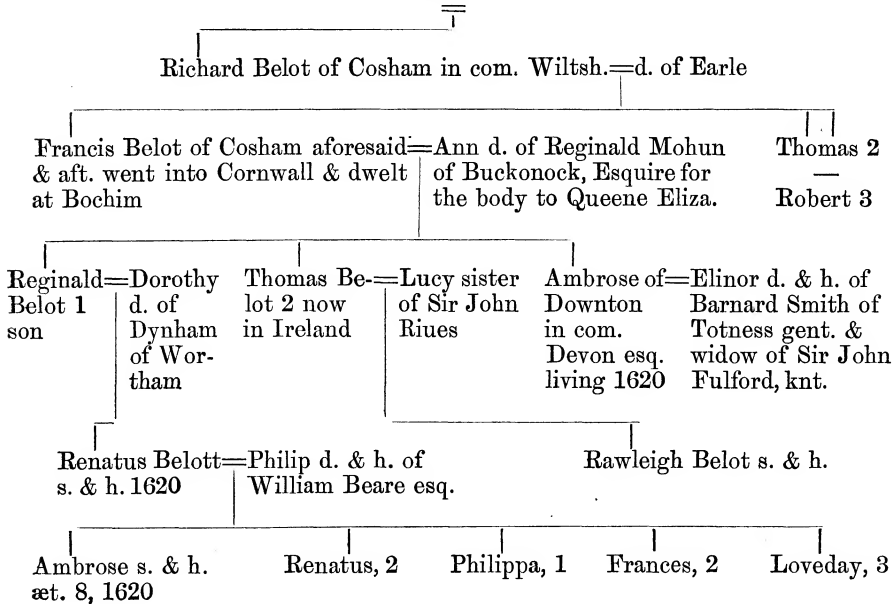 Richard Belot of Cosham in com. Wiltsh.=d. of Earle
Francis Belot of Cosham aforesaid=Ann d. of Reginald Mohun
& aft. went into Cornwall & dwelt of Buckonock, Esquire for
at Bochim the body to Queene Eliza.
Thomas 2
—
Robert 3
Reginald=Dorothy
Belot 1 d. of
son Dynham
of Wor-
tham
Thomas Be-=Lucy sister
lot 2 now of Sir John
in Ireland Riues
Ambrose of=Elinor d. & h. of
Downton Barnard Smith of
in com. Totness gent. &
Devon esq. widow of Sir John
living 1620 Fulford, knt.
Renatus Belott=Philip d. & h. of
s. & h. 1620 William Beare esq.
Rawleigh Belot s. & h.
Ambrose s. & h.
æt. 8, 1620
Renatus, 2
Philippa, 1
Frances, 2
Loveday, 3